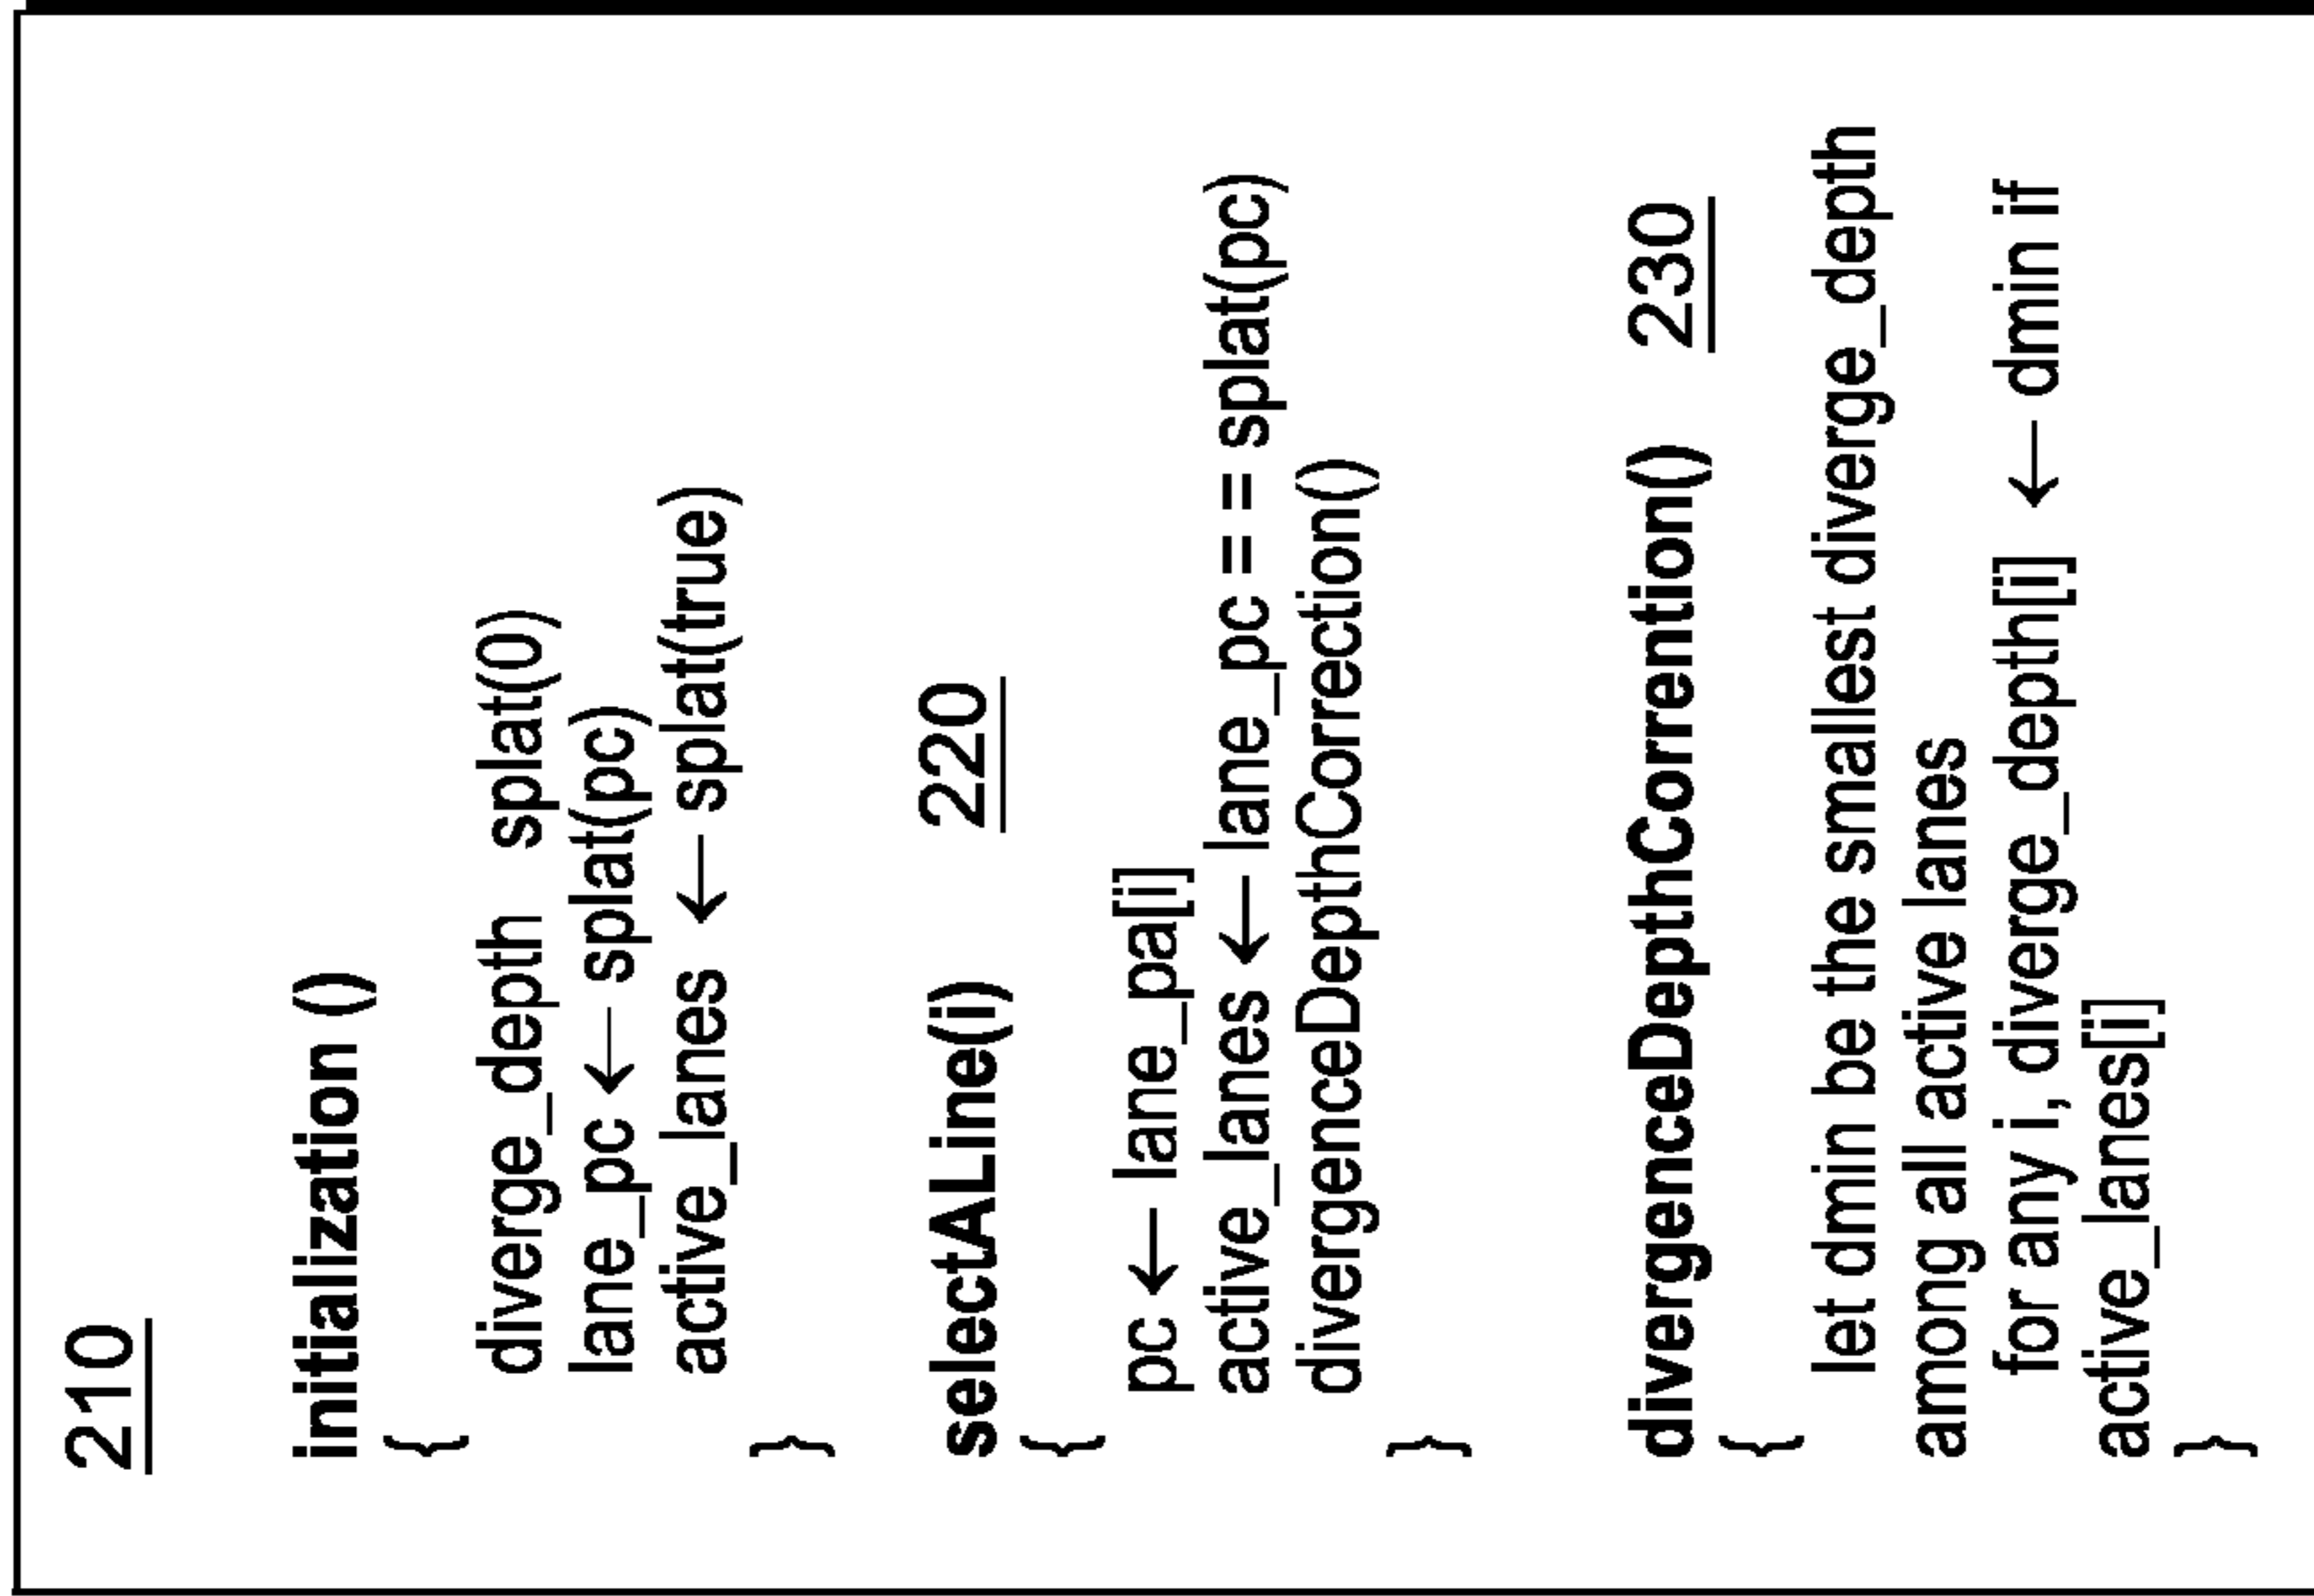 210
initialization ()
{
diverge_depth splat(0)
lane_pc ← splat(pc)
active_lanes ← splat(true)
}
selectALine(i) 220
{
pc ← lane_pa[i]
active_lanes ← lane_pc = = splat(pc)
divergenceDepthCorrection()
}
divergenceDepthCorrention() 230
{
let dmin be the smallest diverge_depth
among all active lanes
for any i, diverge_depth[i] ← dmin if
active_lanes[i]
}